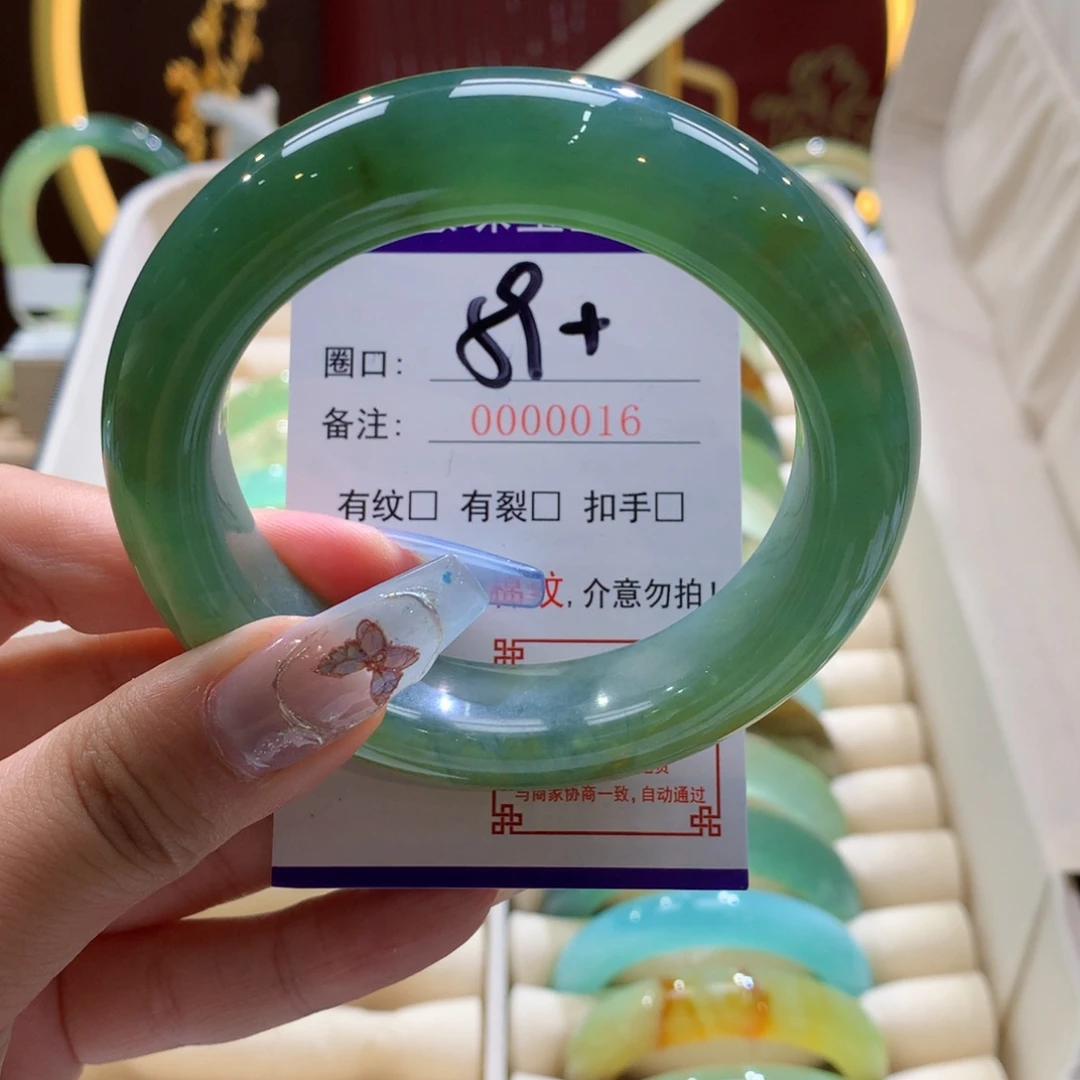 圈口: 59+
备注: 0000016
有纹□ 有裂□ 扣手□
纹, 介意勿拍!
与商家协商一致, 自动通过